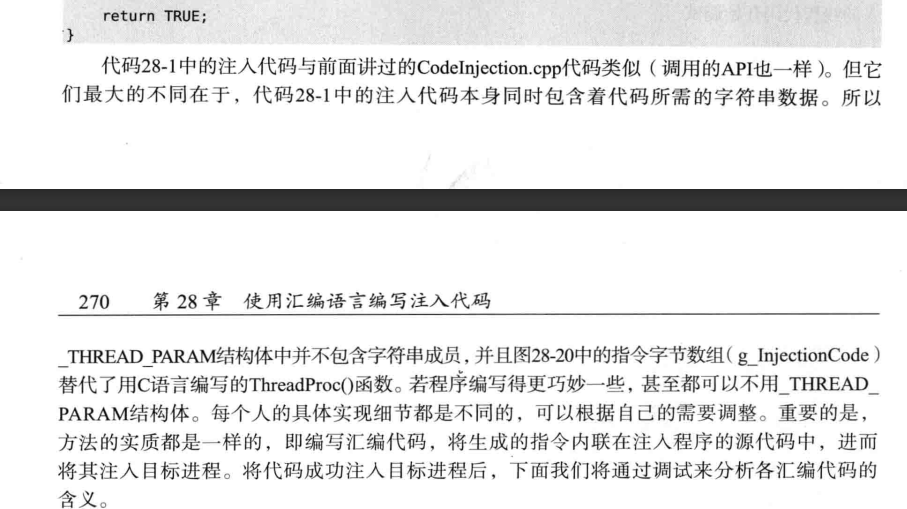 return TRUE;
}
代码28-1中的注入代码与前面讲过的CodeInjection.cpp代码类似（调用的API也一样）。但它
们最大的不同在于，代码28-1中的注入代码本身同时包含着代码所需的字符串数据。所以
270 第 28 章 使用汇编语言编写注入代码
_THREAD_PARAM结构体中并不包含字符串成员，并且图28-20中的指令字节数组（g_InjectionCode）
替代了用C语言编写的ThreadProc()函数。若程序编写得更巧妙一些，甚至都可以不用_THREAD_
PARAM结构体。每个人的具体实现细节都是不同的，可以根据自己的需要调整。重要的是，
方法的实质都是一样的，即编写汇编代码，将生成的指令内联在注入程序的源代码中，进而
将其注入目标进程。将代码成功注入目标进程后，下面我们将通过调试来分析各汇编代码的
含义。